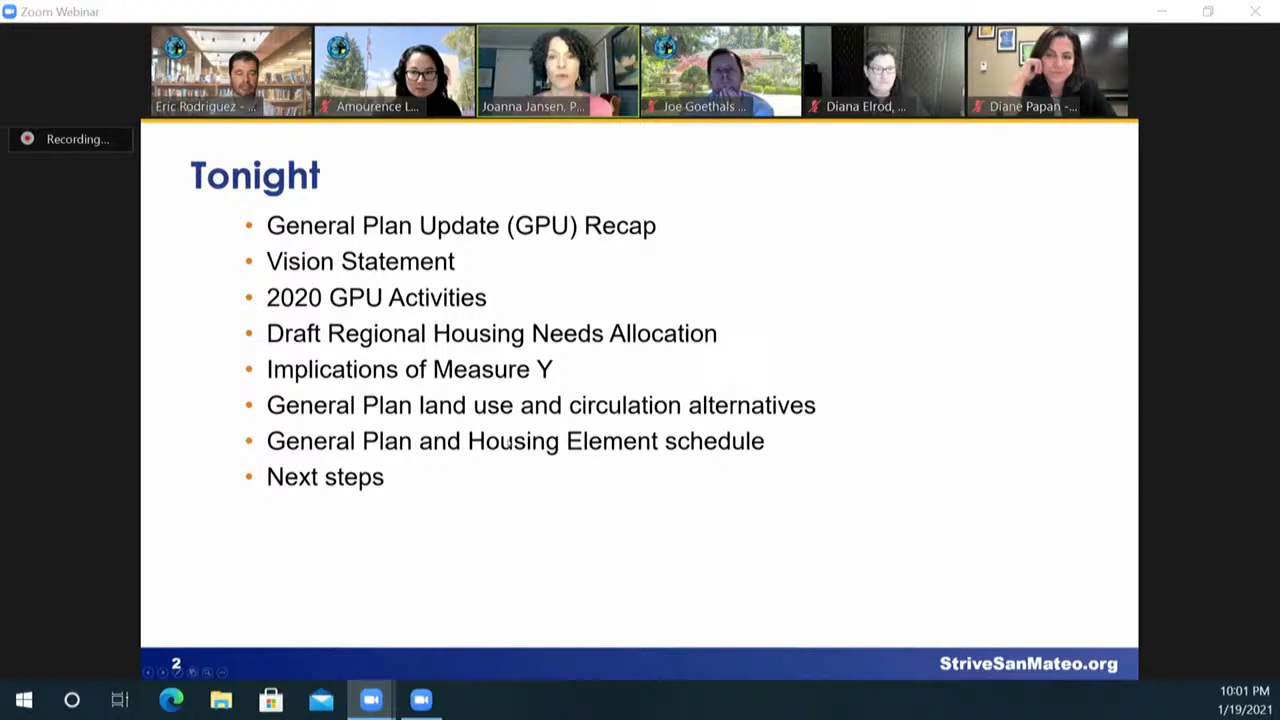 Zoom Webinar
Eric Rodriguez - ...
Amourence L...
Joanna Jansen, P...
Joe Goethals ...
Diana Elrod, ...
Diane Papan -...
Recording...
Tonight
• General Plan Update (GPU) Recap
• Vision Statement
• 2020 GPU Activities
• Draft Regional Housing Needs Allocation
• Implications of Measure Y
• General Plan land use and circulation alternatives
• General Plan and Housing Element schedule
• Next steps
2
StriveSanMateo.org
10:01 PM
1/19/2021